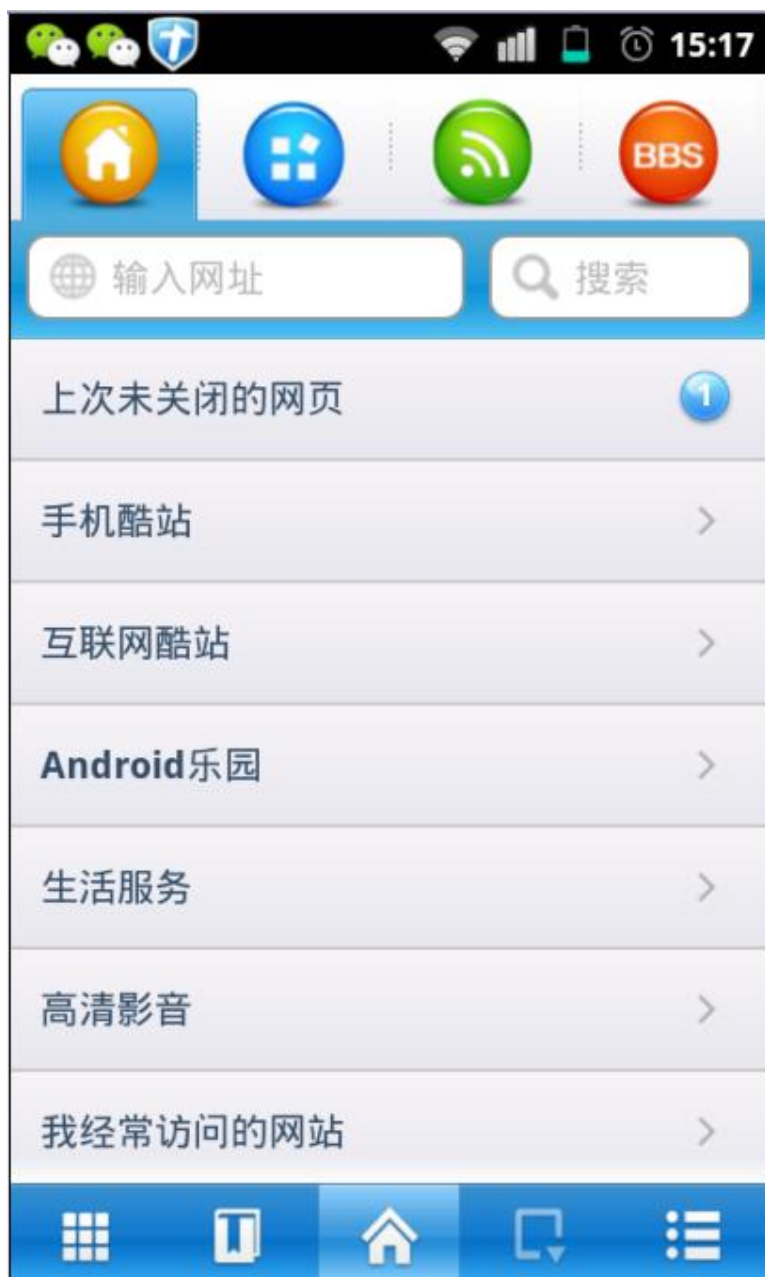 15:17
BBS
输入网址 搜索
上次未关闭的网页 1
手机酷站
互联网酷站
Android乐园
生活服务
高清影音
我经常访问的网站